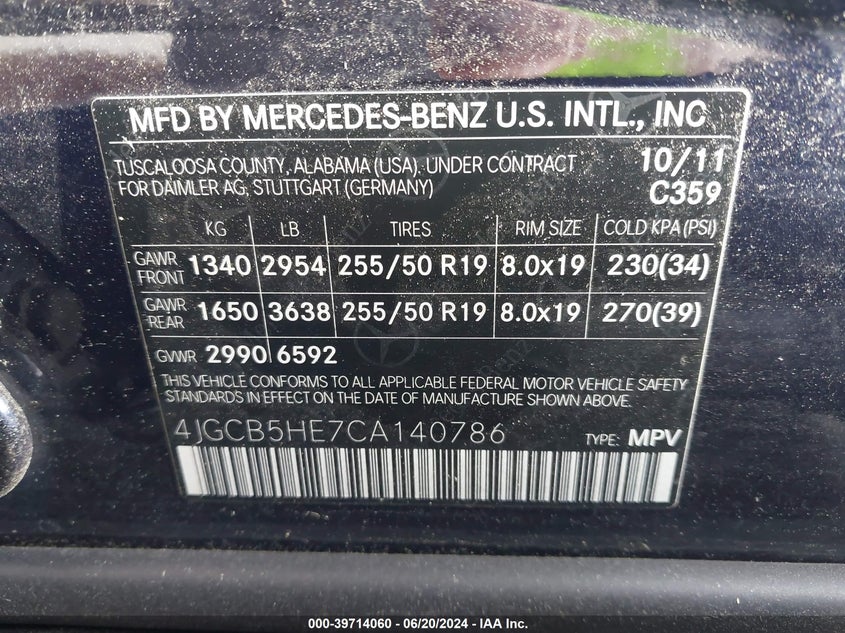 MFD BY MERCEDES-BENZ U.S. INTL., INC
TUSCALOOSA COUNTY, ALABAMA (USA). UNDER CONTRACT 10/11
FOR DAIMLER AG, STUTTGART (GERMANY) C359
KG LB TIRES RIM SIZE COLD KPA (PSI)
GAWR FRONT 1340 2954 255/50 R19 8.0x19 230(34)
GAWR REAR 1650 3638 255/50 R19 8.0x19 270(39)
GVWR 2990 6592
THIS VEHICLE CONFORMS TO ALL APPLICABLE FEDERAL MOTOR VEHICLE SAFETY
STANDARDS IN EFFECT ON THE DATE OF MANUFACTURE SHOWN ABOVE.
4JGCB5HE7CA140786 TYPE: MPV
000-39714060 - 06/20/2024 - IAA Inc.